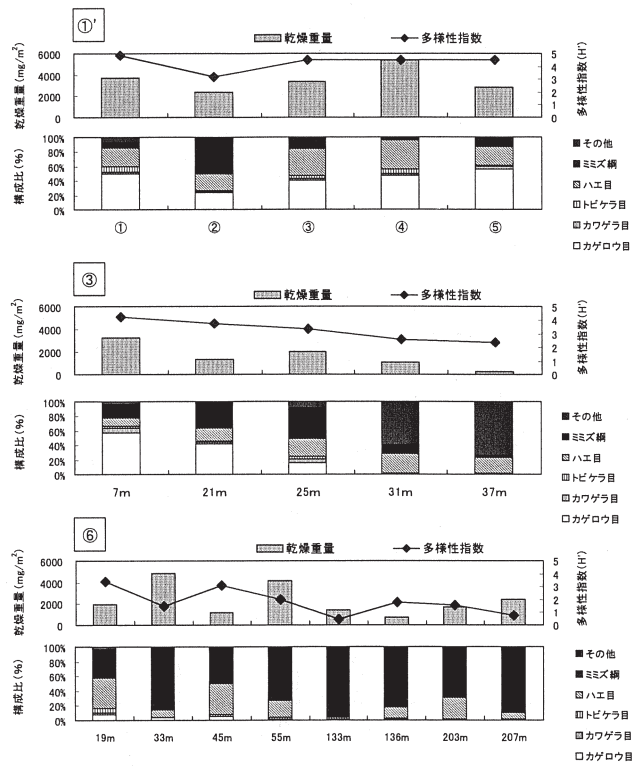 ①’
乾燥重量 多様性指数
乾燥重量(mg/m²)
6000
4000
2000
0
5
4
3
2
1
0
多様性指数(H')
構成比(%)
100%
80%
60%
40%
20%
0%
その他
ミミズ綱
ハエ目
トビケラ目
カワゲラ目
カゲロウ目
① ② ③ ④ ⑤
③
乾燥重量 多様性指数
乾燥重量(mg/m²)
6000
4000
2000
0
5
4
3
2
1
0
多様性指数(H')
構成比(%)
100%
80%
60%
40%
20%
0%
その他
ミミズ綱
ハエ目
トビケラ目
カワゲラ目
カゲロウ目
7m 21m 25m 31m 37m
⑥
乾燥重量 多様性指数
乾燥重量(mg/m²)
6000
4000
2000
0
5
4
3
2
1
0
多様性指数(H')
構成比(%)
100%
80%
60%
40%
20%
0%
その他
ミミズ綱
ハエ目
トビケラ目
カワゲラ目
カゲロウ目
19m 33m 45m 55m 133m 136m 203m 207m